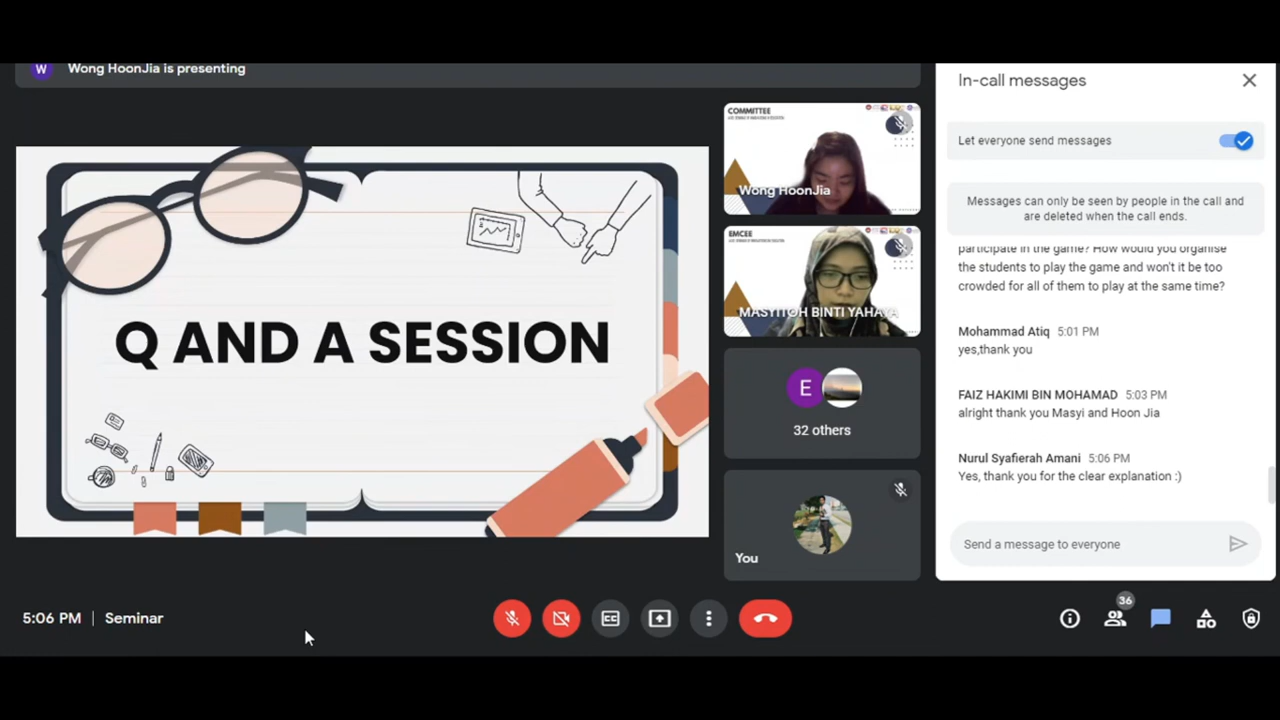 W
Wong HoonJia is presenting
Q AND A SESSION
COMMITTEE
Wong HoonJia
EMCEE
MASYITOH BINTI YAHAYA
E
32 others
You
In-call messages
Let everyone send messages
Messages can only be seen by people in the call and
are deleted when the call ends.
participate in the game? How would you organise
the students to play the game and won't it be too
crowded for all of them to play at the same time?
Mohammad Atiq 5:01 PM
yes,thank you
FAIZ HAKIMI BIN MOHAMAD 5:03 PM
alright thank you Masyi and Hoon Jia
Nurul Syafierah Amani 5:06 PM
Yes, thank you for the clear explanation :)
Send a message to everyone
5:06 PM | Seminar
CC
36